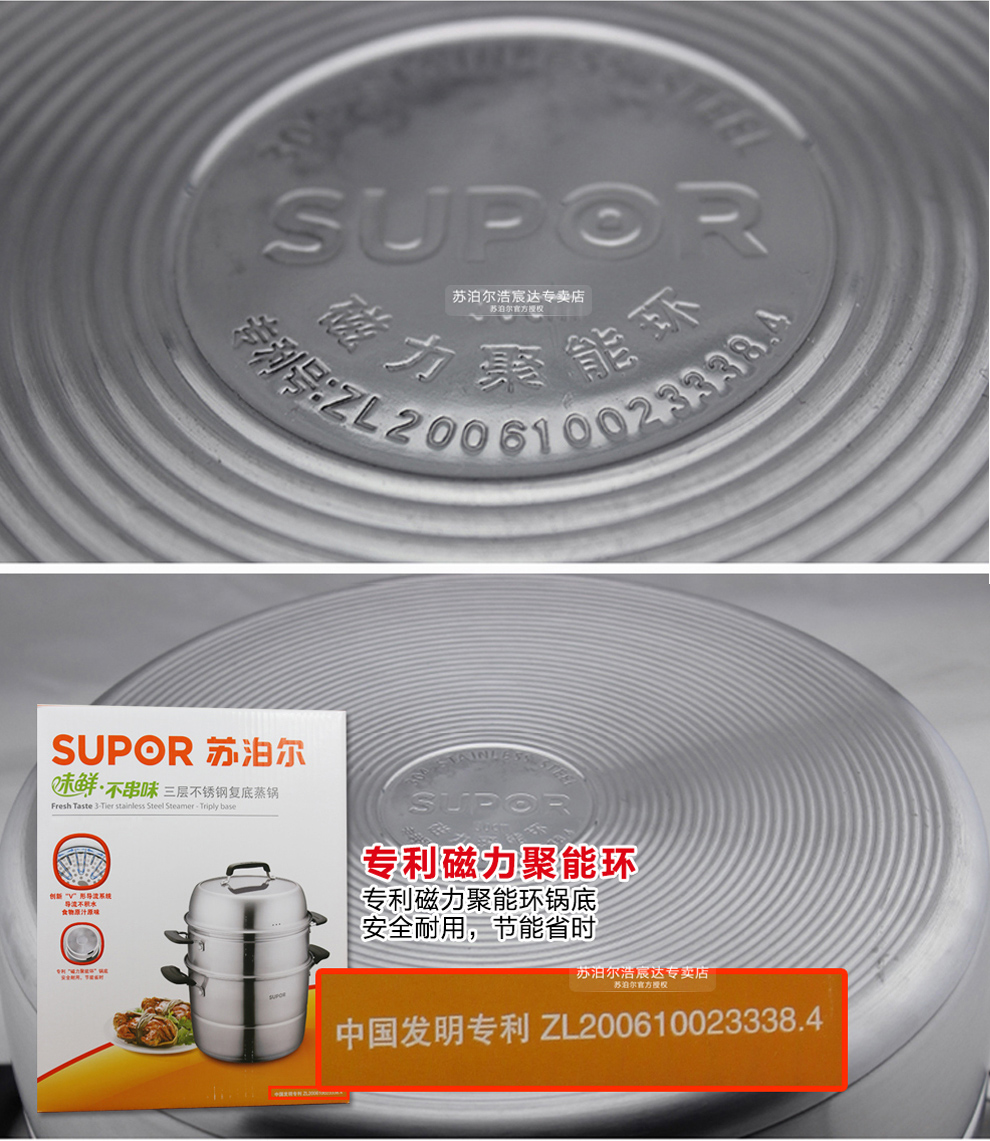 304 STAINLESS STEEL
SUPOR
苏泊尔浩宸达专卖店
苏泊尔官方授权
磁力聚能环
专利号:ZL200610023338.4
SUPOR 苏泊尔
味鲜·不串味 三层不锈钢复底蒸锅
Fresh Taste 3-Tier stainless Steel Steamer - Triply base
创新“V”形导流系统
导流不积水
食物原汁原味
专利“磁力聚能环”锅底
安全耐用，节能省时
SUPOR
中国发明专利 ZL200610023338.4
304 STAINLESS STEEL
SUPOR
磁力聚能环
专利磁力聚能环
专利磁力聚能环锅底
安全耐用，节能省时
苏泊尔浩宸达专卖店
苏泊尔官方授权
中国发明专利 ZL200610023338.4